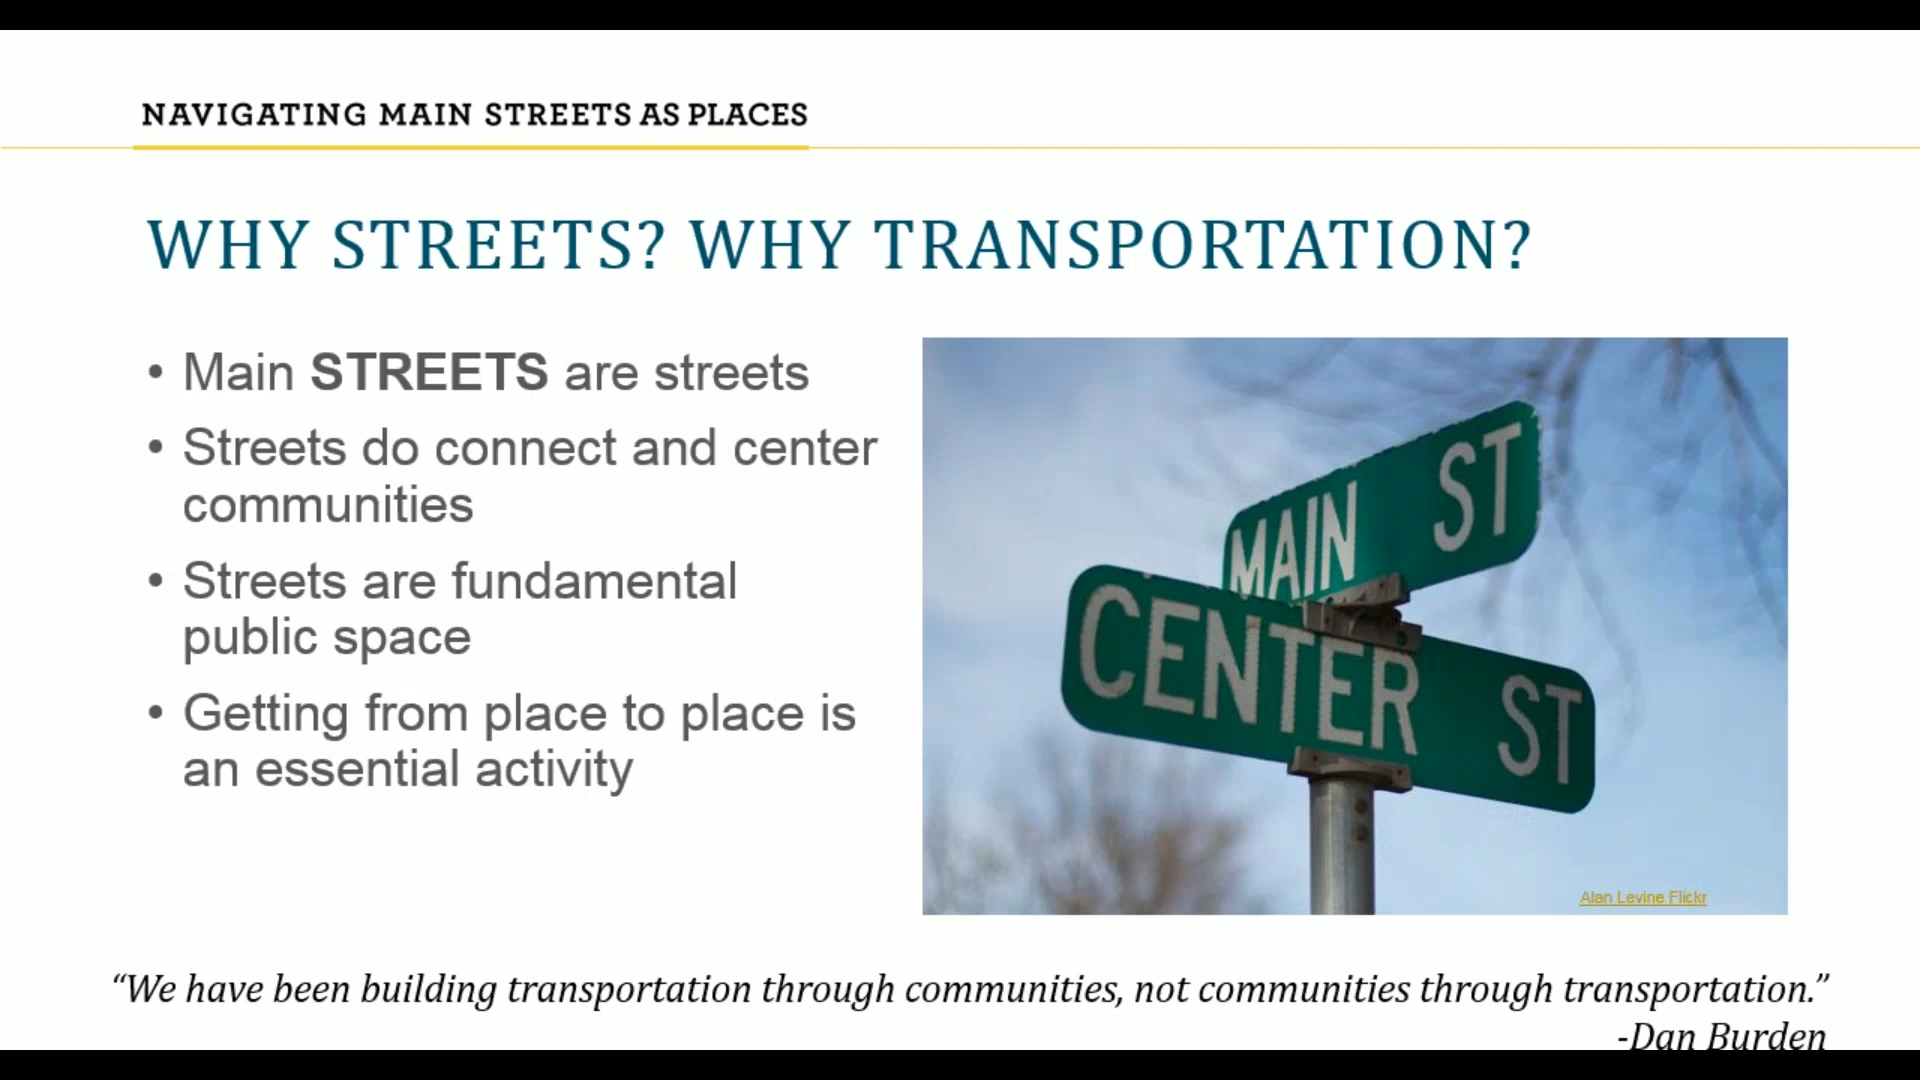 NAVIGATING MAIN STREETS AS PLACES
WHY STREETS? WHY TRANSPORTATION?
• Main STREETS are streets
• Streets do connect and center
communities
• Streets are fundamental
public space
• Getting from place to place is
an essential activity
MAIN ST
CENTER ST
Alan Levine Flickr
“We have been building transportation through communities, not communities through transportation.”
-Dan Burden